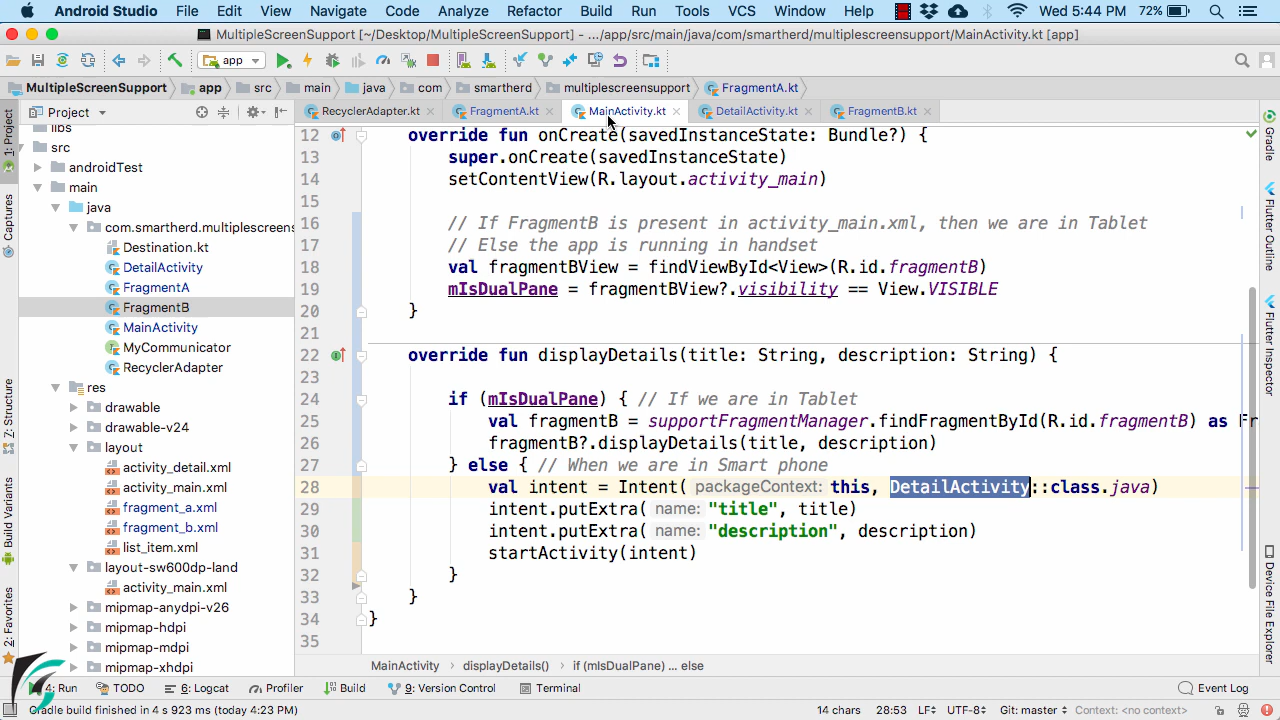 Android Studio File Edit View Navigate Code Analyze Refactor Build Run Tools VCS Window Help Wed 5:44 PM 72%
MultipleScreenSupport [~/Desktop/MultipleScreenSupport] - .../app/src/main/java/com/smartherd/multiplescreensupport/MainActivity.kt [app]
app
MultipleScreenSupport app src main java com smartherd multiplescreensupport FragmentA.kt
Project
RecyclerAdapter.kt FragmentA.kt MainActivity.kt DetailActivity.kt FragmentB.kt
libs
src
androidTest
main
java
com.smartherd.multiplescreens
Destination.kt
DetailActivity
FragmentA
FragmentB
MainActivity
MyCommunicator
RecyclerAdapter
res
drawable
drawable-v24
layout
activity_detail.xml
activity_main.xml
fragment_a.xml
fragment_b.xml
list_item.xml
layout-sw600dp-land
activity_main.xml
mipmap-anydpi-v26
mipmap-hdpi
mipmap-mdpi
mipmap-xhdpi
1: Project
Captures
Z: Structure
Build Variants
2: Favorites
12 override fun onCreate(savedInstanceState: Bundle?) {
13 super.onCreate(savedInstanceState)
14 setContentView(R.layout.activity_main)
15
16 // If FragmentB is present in activity_main.xml, then we are in Tablet
17 // Else the app is running in handset
18 val fragmentBView = findViewById<View>(R.id.fragmentB)
19 mIsDualPane = fragmentBView?.visibility == View.VISIBLE
20 }
21
22 override fun displayDetails(title: String, description: String) {
23
24 if (mIsDualPane) { // If we are in Tablet
25 val fragmentB = supportFragmentManager.findFragmentById(R.id.fragmentB) as Fr
26 fragmentB?.displayDetails(title, description)
27 } else { // When we are in Smart phone
28 val intent = Intent( packageContext: this, DetailActivity::class.java)
29 intent.putExtra( name: "title", title)
30 intent.putExtra( name: "description", description)
31 startActivity(intent)
32 }
33 }
34 }
35
Gradle
Flutter Outline
Flutter Inspector
Device File Explorer
MainActivity displayDetails() if (mIsDualPane) ... else
4: Run TODO 6: Logcat Profiler Build 9: Version Control Terminal Event Log
Gradle build finished in 4 s 923 ms (today 4:23 PM) 14 chars 28:53 LF UTF-8 Git: master Context: <no context>